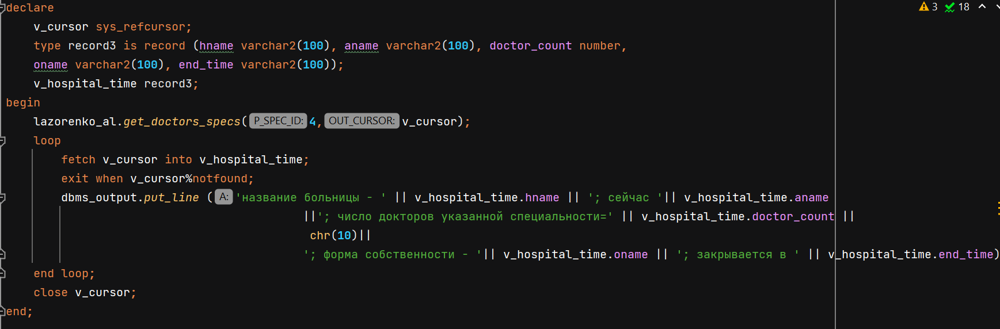 declare
3 18
v_cursor sys_refcursor;
type record3 is record (hname varchar2(100), aname varchar2(100), doctor_count number,
oname varchar2(100), end_time varchar2(100));
v_hospital_time record3;
begin
lazorenko_al.get_doctors_specs( P_SPEC_ID: 4, OUT_CURSOR: v_cursor);
loop
fetch v_cursor into v_hospital_time;
exit when v_cursor%notfound;
dbms_output.put_line ( A: 'название больницы - ' || v_hospital_time.hname || '; сейчас '|| v_hospital_time.aname
||'; число докторов указанной специальности=' || v_hospital_time.doctor_count ||
chr(10)||
'; форма собственности - '|| v_hospital_time.oname || '; закрывается в ' || v_hospital_time.end_time)
end loop;
close v_cursor;
end;